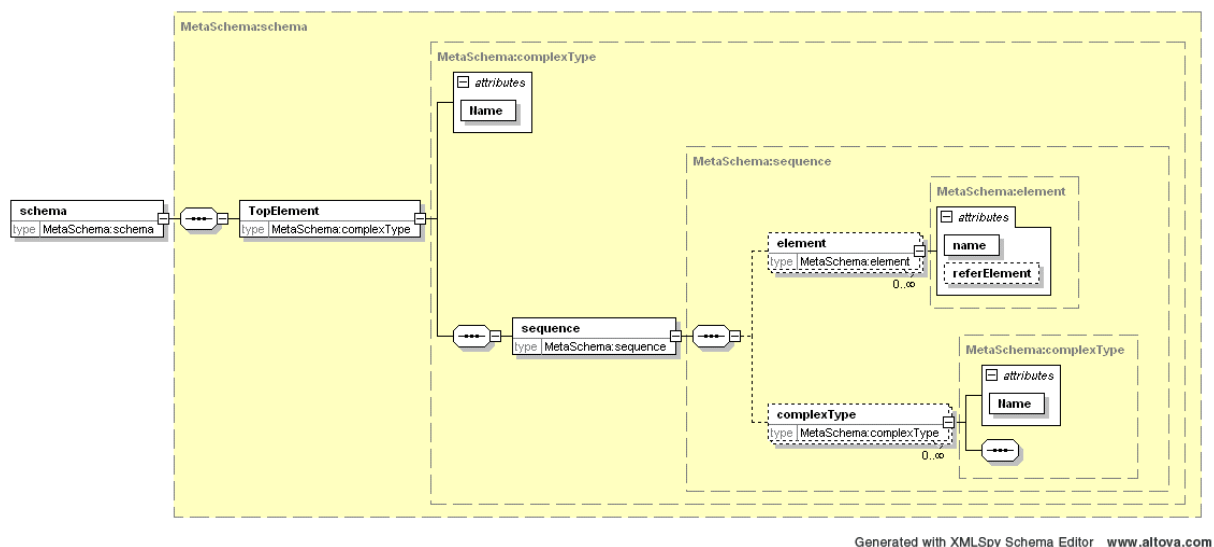 MetaSchema:schema
MetaSchema:complexType
attributes
Name
MetaSchema:sequence
MetaSchema:element
schema
type MetaSchema:schema
TopElement
type MetaSchema:complexType
attributes
name
referElement
element
type MetaSchema:element
0..∞
sequence
type MetaSchema:sequence
MetaSchema:complexType
attributes
Name
complexType
type MetaSchema:complexType
0..∞
Generated with XMLSpy Schema Editor www.altova.com